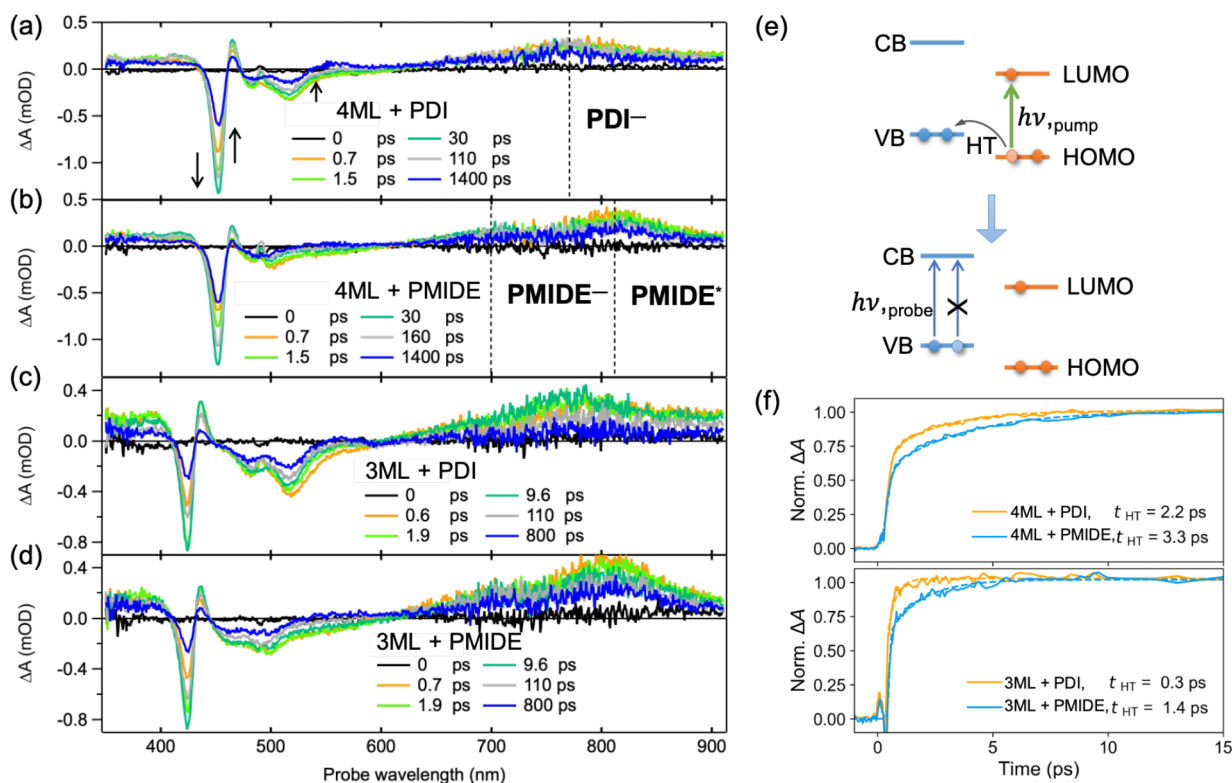 (a)
0.5
0.0
-0.5
-1.0
ΔA (mOD)
4ML + PDI
0 ps
30 ps
0.7 ps
110 ps
1.5 ps
1400 ps
PDI—
(b)
0.5
0.0
-0.5
-1.0
ΔA (mOD)
4ML + PMIDE
0 ps
30 ps
0.7 ps
160 ps
1.5 ps
1400 ps
PMIDE—
PMIDE*
(c)
0.5
0.4
0.0
-0.4
-0.8
ΔA (mOD)
3ML + PDI
0 ps
9.6 ps
0.6 ps
110 ps
1.9 ps
800 ps
(d)
0.4
0.0
-0.4
-0.8
ΔA (mOD)
3ML + PMIDE
0 ps
9.6 ps
0.7 ps
110 ps
1.9 ps
800 ps
400 500 600 700 800 900
Probe wavelength (nm)
(e)
CB
LUMO
hν,pump
VB
HT
HOMO
CB
hν,probe
LUMO
VB
HOMO
(f)
1.00
0.75
0.50
0.25
0.00
Norm. ΔA
4ML + PDI, t HT = 2.2 ps
4ML + PMIDE, t HT = 3.3 ps
1.00
0.75
0.50
0.25
0.00
Norm. ΔA
3ML + PDI, t HT = 0.3 ps
3ML + PMIDE, t HT = 1.4 ps
0 5 10 15
Time (ps)